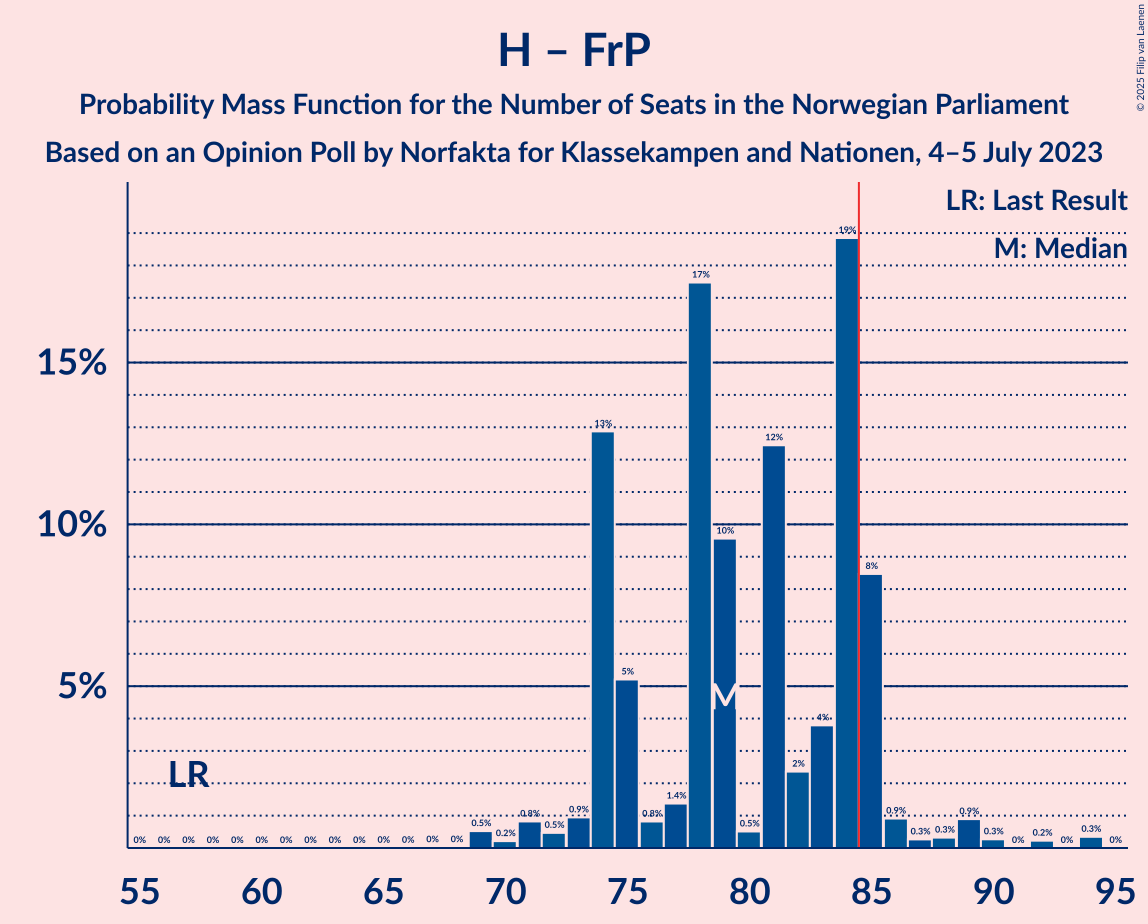 H – FrP
Probability Mass Function for the Number of Seats in the Norwegian Parliament
Based on an Opinion Poll by Norfakta for Klassekampen and Nationen, 4–5 July 2023
© 2025 Filip van Laenen
LR: Last Result
M: Median
15%
10%
5%
LR
M
0% 0% 0% 0% 0% 0% 0% 0% 0% 0% 0% 0% 0% 0% 0.5% 0.2% 0.8% 0.5% 0.9% 13% 5% 0.8% 1.4% 17% 10% 0.5% 12% 2% 4% 19% 8% 0.9% 0.3% 0.3% 0.9% 0.3% 0% 0.2% 0% 0.3% 0%
55 60 65 70 75 80 85 90 95